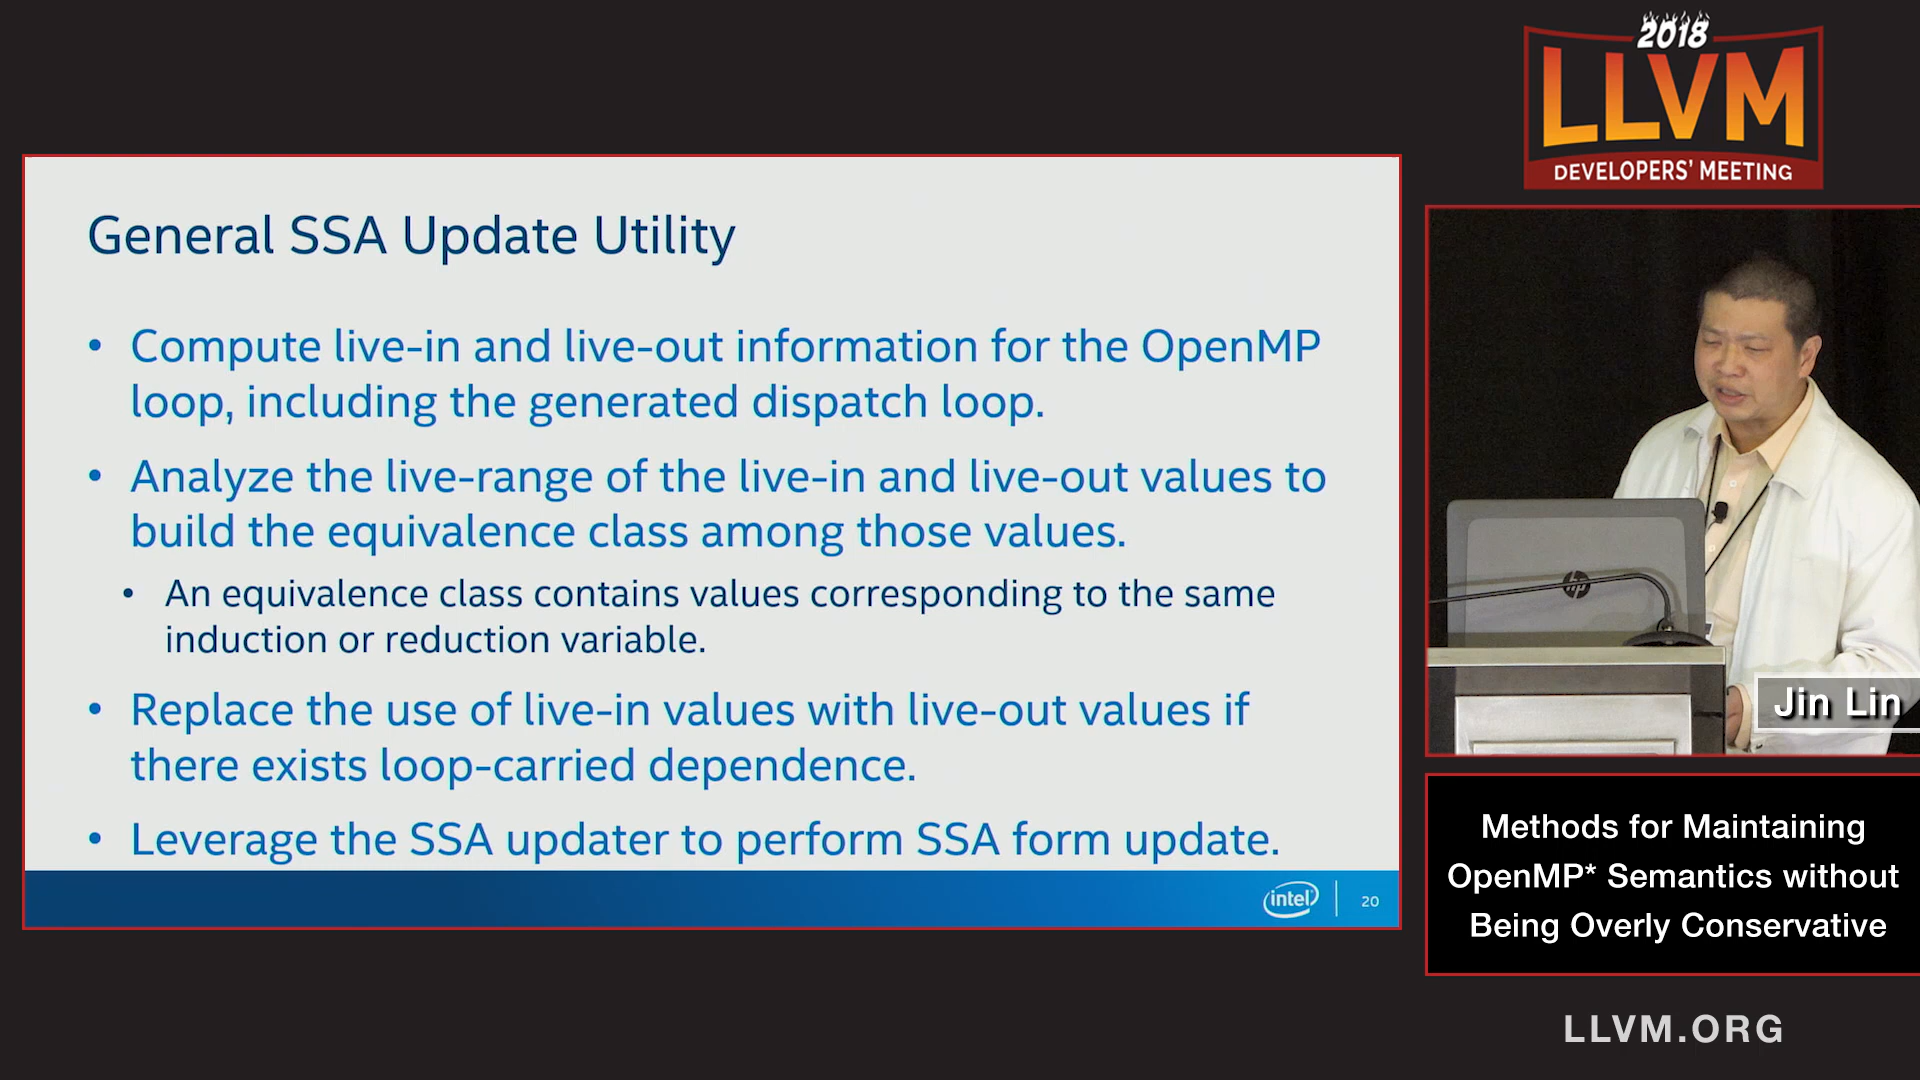 2018
LLVM
DEVELOPERS' MEETING
General SSA Update Utility
• Compute live-in and live-out information for the OpenMP
loop, including the generated dispatch loop.
• Analyze the live-range of the live-in and live-out values to
build the equivalence class among those values.
• An equivalence class contains values corresponding to the same
induction or reduction variable.
• Replace the use of live-in values with live-out values if
there exists loop-carried dependence.
• Leverage the SSA updater to perform SSA form update.
intel
20
hp
Jin Lin
Methods for Maintaining
OpenMP* Semantics without
Being Overly Conservative
LLVM.ORG